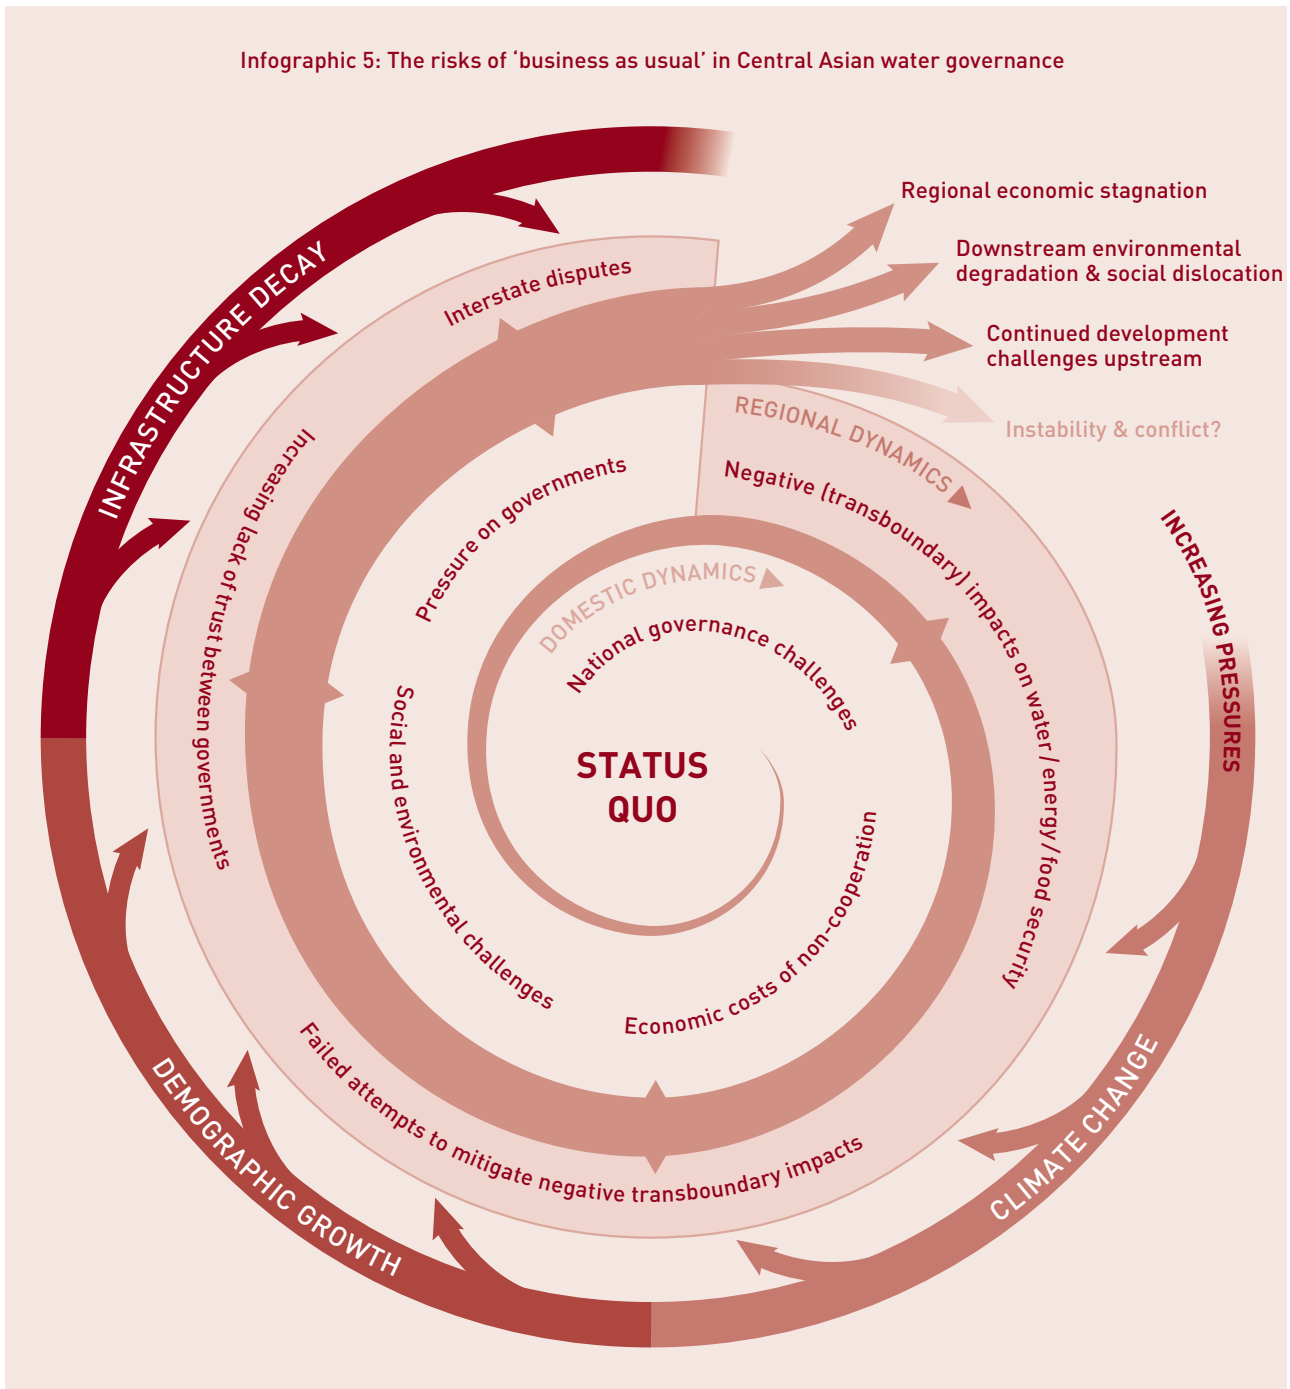 Infographic 5: The risks of ‘business as usual’ in Central Asian water governance
Regional economic stagnation
Downstream environmental
degradation & social dislocation
Continued development
challenges upstream
Instability & conflict?
INCREASING PRESSURES
CLIMATE CHANGE
DEMOGRAPHIC GROWTH
INFRASTRUCTURE DECAY
REGIONAL DYNAMICS
Negative (transboundary) impacts on water / energy / food security
Failed attempts to mitigate negative transboundary impacts
Increasing lack of trust between governments
Interstate disputes
DOMESTIC DYNAMICS
National governance challenges
Economic costs of non-cooperation
Social and environmental challenges
Pressure on governments
STATUS
QUO